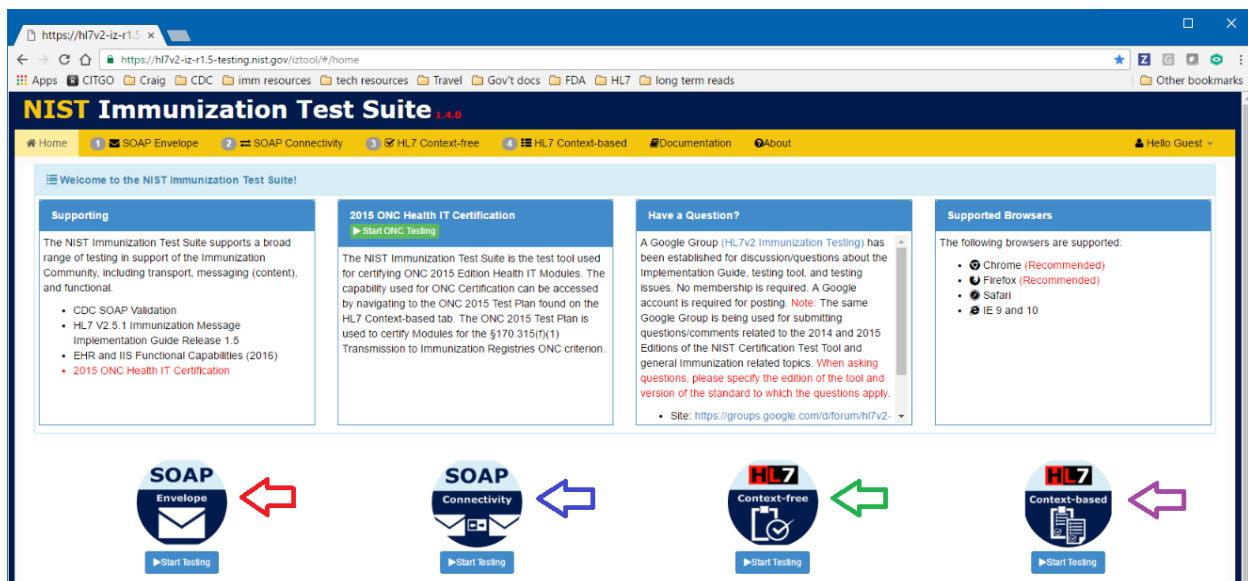 https://hl7v2-iz-r1.5
https://hl7v2-iz-r1.5-testing.nist.gov/iztool/#/home
Apps CITGO Craig CDC imm resources tech resources Travel Gov't docs FDA HL7 long term reads Other bookmarks
NIST Immunization Test Suite 1.4.0
Home 1 SOAP Envelope 2 SOAP Connectivity 3 HL7 Context-free 4 HL7 Context-based Documentation About Hello Guest
Welcome to the NIST Immunization Test Suite!
Supporting
The NIST Immunization Test Suite supports a broad
range of testing in support of the Immunization
Community, including transport, messaging (content),
and functional.
• CDC SOAP Validation
• HL7 V2.5.1 Immunization Message
Implementation Guide Release 1.5
• EHR and IIS Functional Capabilities (2016)
• 2015 ONC Health IT Certification
2015 ONC Health IT Certification
Start ONC Testing
The NIST Immunization Test Suite is the test tool used
for certifying ONC 2015 Edition Health IT Modules. The
capability used for ONC Certification can be accessed
by navigating to the ONC 2015 Test Plan found on the
HL7 Context-based tab. The ONC 2015 Test Plan is
used to certify Modules for the §170.315(f)(1)
Transmission to Immunization Registries ONC criterion.
Have a Question?
A Google Group (HL7v2 Immunization Testing) has
been established for discussion/questions about the
Implementation Guide, testing tool, and testing
issues. No membership is required. A Google
account is required for posting. Note: The same
Google Group is being used for submitting
questions/comments related to the 2014 and 2015
Editions of the NIST Certification Test Tool and
general Immunization related topics. When asking
questions, please specify the edition of the tool and
version of the standard to which the questions apply.
• Site: https://groups.google.com/d/forum/hl7v2-
Supported Browsers
The following browsers are supported:
• Chrome (Recommended)
• Firefox (Recommended)
• Safari
• IE 9 and 10
SOAP
Envelope
Start Testing
SOAP
Connectivity
Start Testing
HL7
Context-free
Start Testing
HL7
Context-based
Start Testing